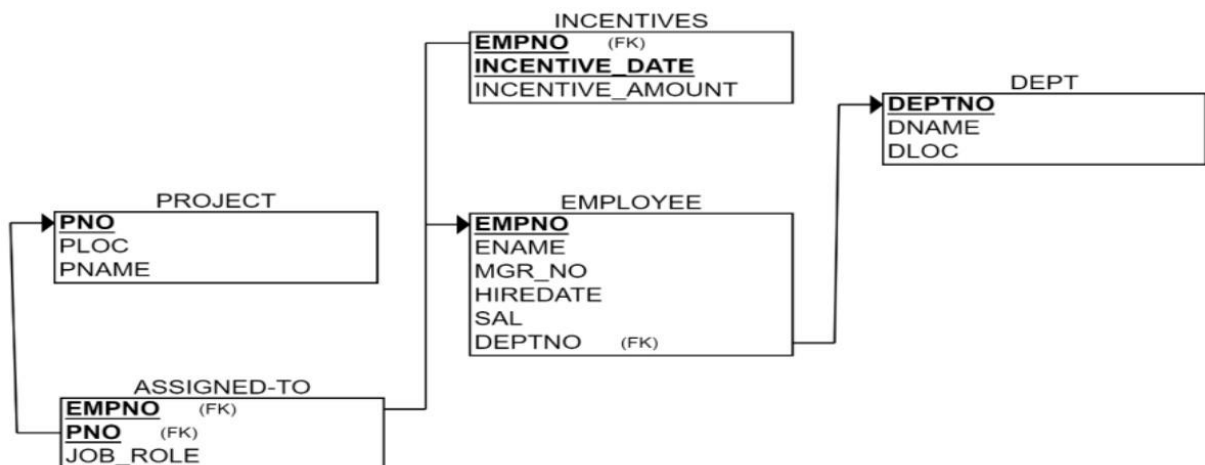 INCENTIVES
EMPNO (FK)
INCENTIVE_DATE
INCENTIVE_AMOUNT
DEPT
DEPTNO
DNAME
DLOC
PROJECT
PNO
PLOC
PNAME
EMPLOYEE
EMPNO
ENAME
MGR_NO
HIREDATE
SAL
DEPTNO (FK)
ASSIGNED-TO
EMPNO (FK)
PNO (FK)
JOB_ROLE